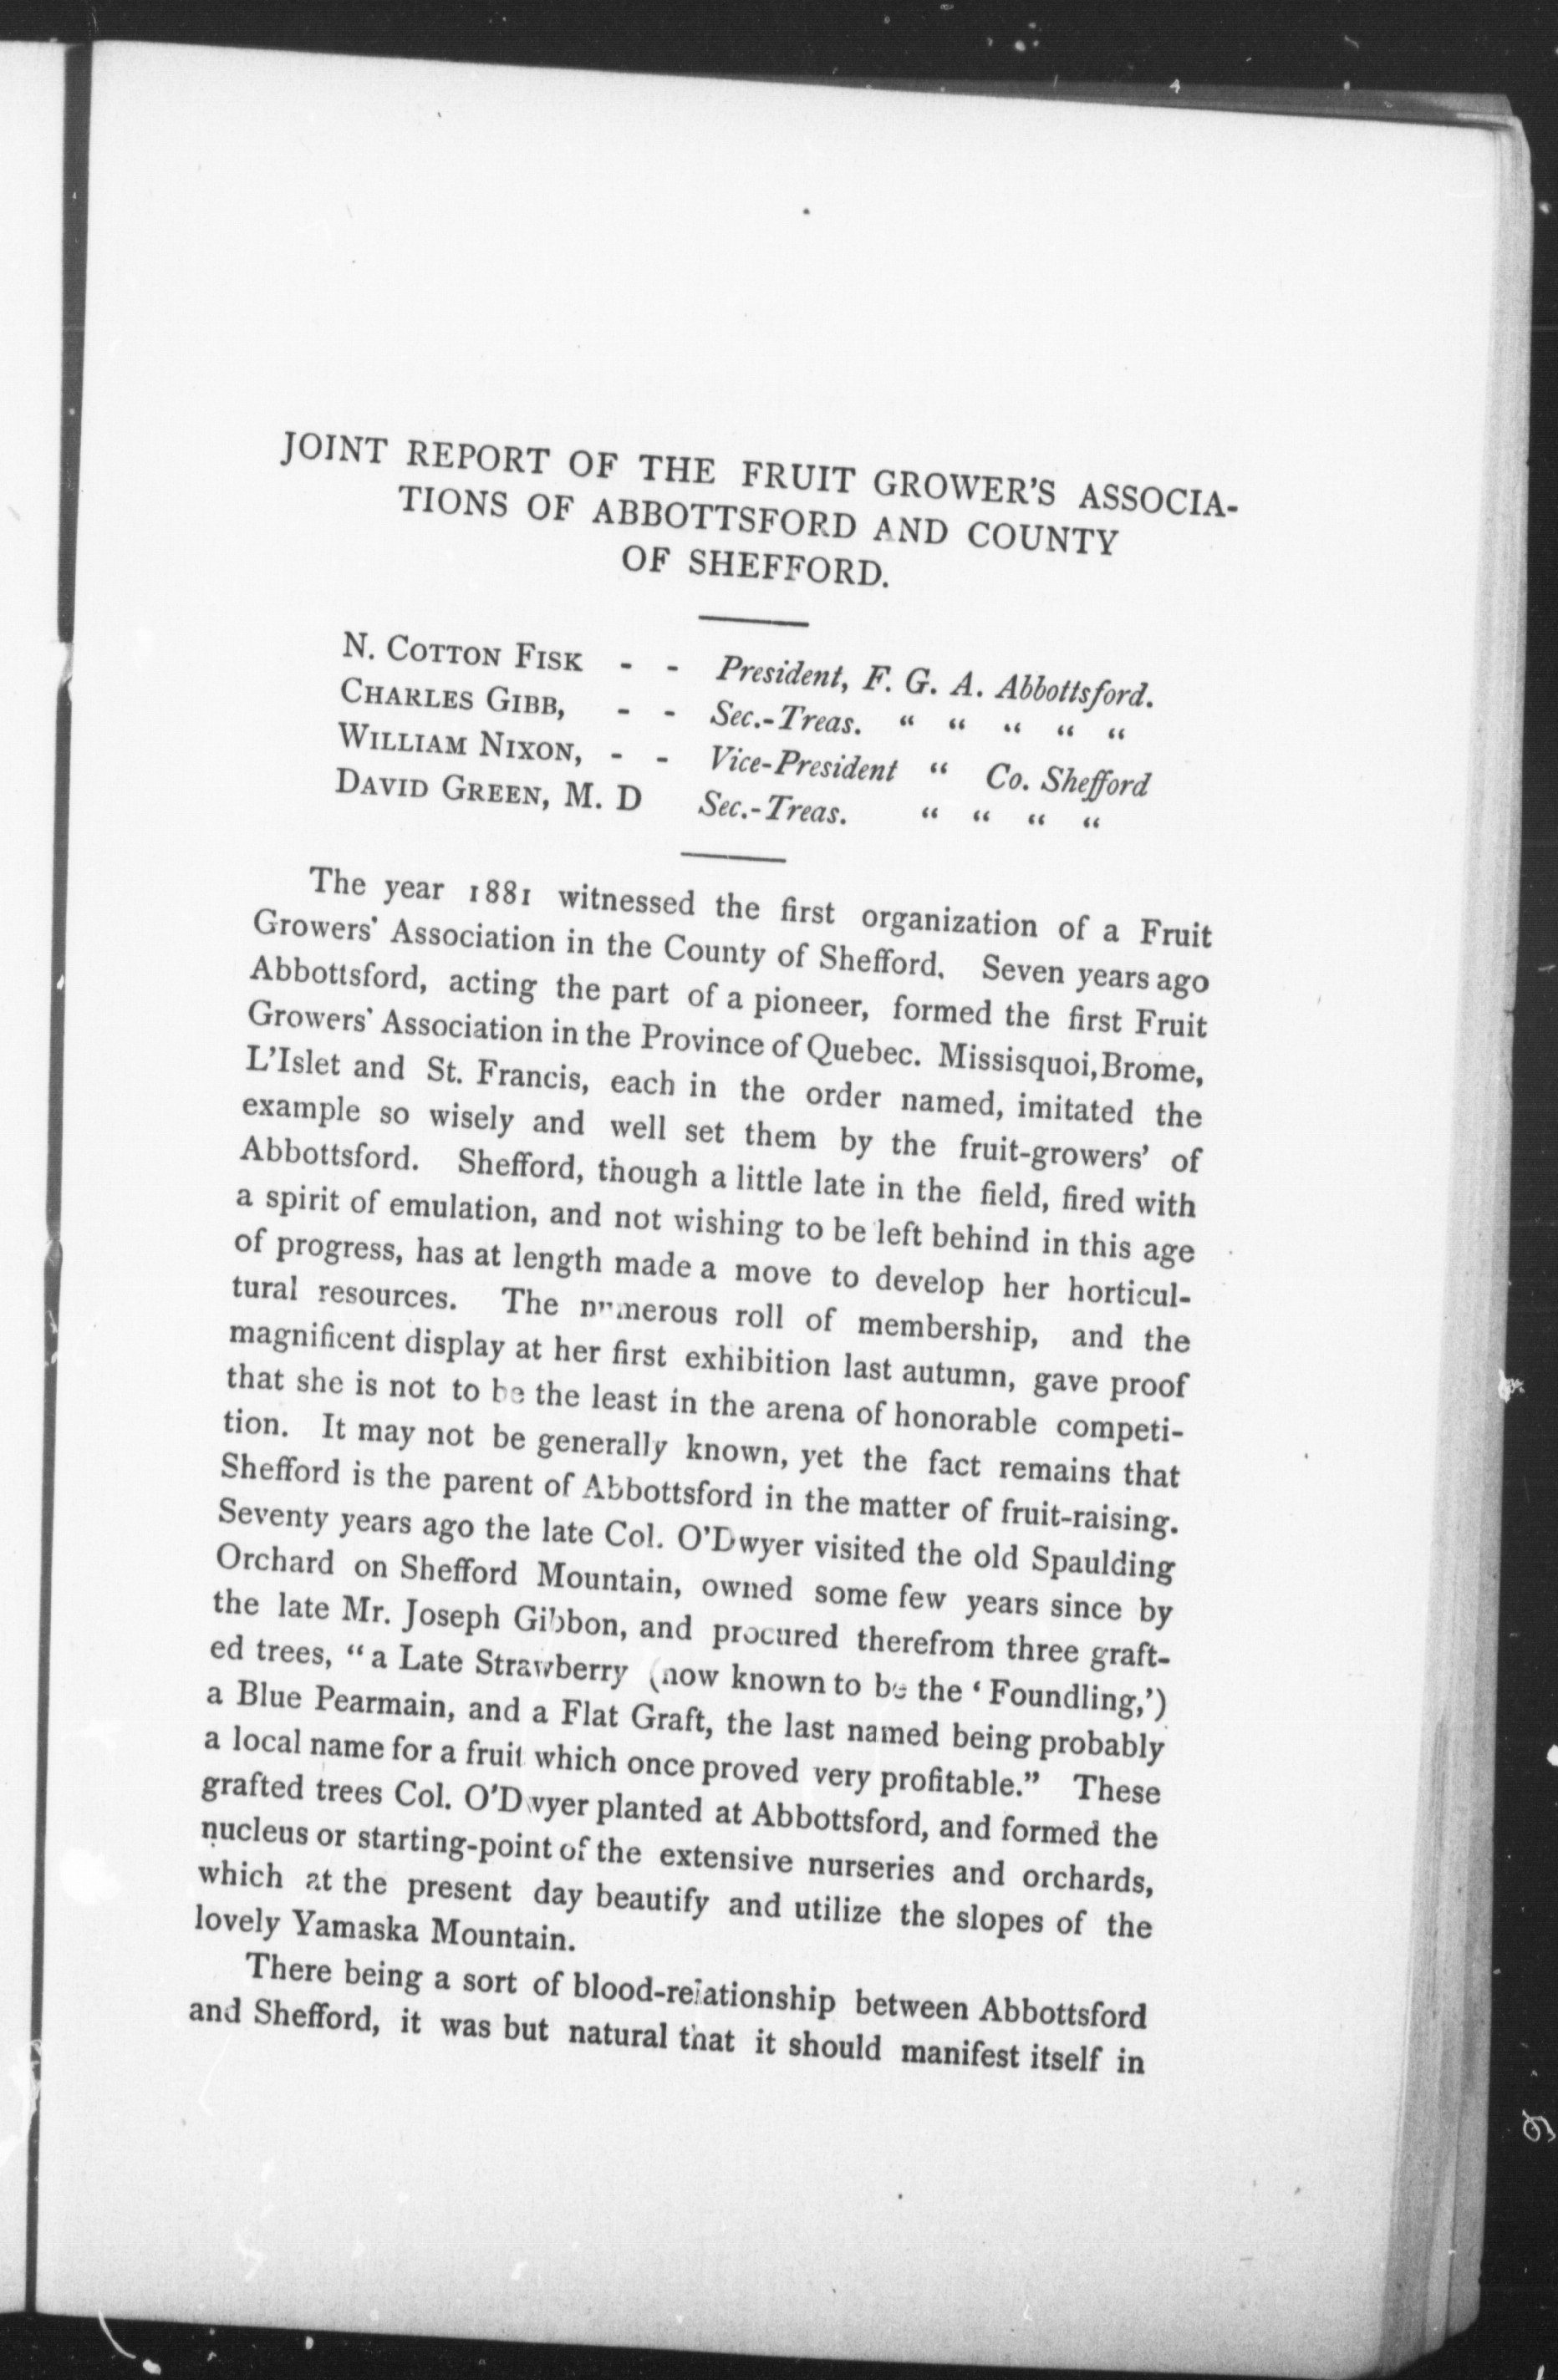 JOINT REPORT OF THE FRUIT GROWER'S ASSOCIA-
TIONS OF ABBOTTSFORD AND COUNTY
OF SHEFFORD.
N. COTTON FISK - - President, F. G. A. Abbottsford.
CHARLES GIBB, - - Sec.-Treas. “ “ “ “ “
WILLIAM NIXON, - - Vice-President “ Co. Shefford
DAVID GREEN, M. D Sec.-Treas. “ “ “ “
The year 1881 witnessed the first organization of a Fruit
Growers' Association in the County of Shefford. Seven years ago
Abbottsford, acting the part of a pioneer, formed the first Fruit
Growers' Association in the Province of Quebec. Missisquoi, Brome,
L'Islet and St. Francis, each in the order named, imitated the
example so wisely and well set them by the fruit-growers' of
Abbottsford. Shefford, though a little late in the field, fired with
a spirit of emulation, and not wishing to be left behind in this age
of progress, has at length made a move to develop her horticul-
tural resources. The numerous roll of membership, and the
magnificent display at her first exhibition last autumn, gave proof
that she is not to be the least in the arena of honorable competi-
tion. It may not be generally known, yet the fact remains that
Shefford is the parent of Abbottsford in the matter of fruit-raising.
Seventy years ago the late Col. O'Dwyer visited the old Spaulding
Orchard on Shefford Mountain, owned some few years since by
the late Mr. Joseph Gibbon, and procured therefrom three graft-
ed trees, “a Late Strawberry (now known to be the ‘Foundling,’)
a Blue Pearmain, and a Flat Graft, the last named being probably
a local name for a fruit which once proved very profitable.” These
grafted trees Col. O'Dwyer planted at Abbottsford, and formed the
nucleus or starting-point of the extensive nurseries and orchards,
which at the present day beautify and utilize the slopes of the
lovely Yamaska Mountain.
There being a sort of blood-relationship between Abbottsford
and Shefford, it was but natural that it should manifest itself in